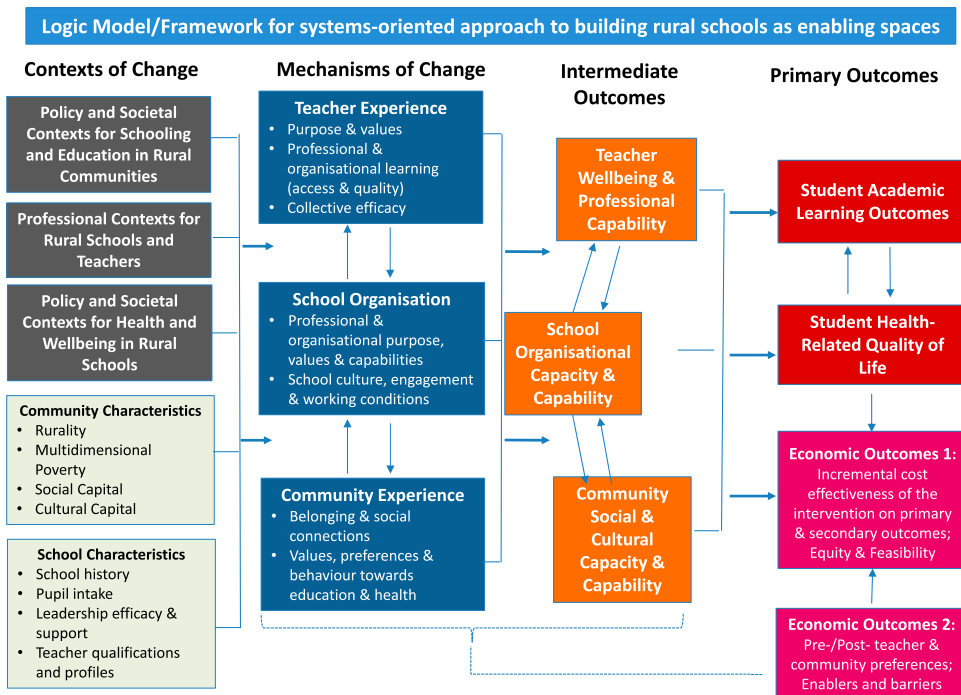 Logic Model/Framework for systems-oriented approach to building rural schools as enabling spaces
Contexts of Change
Policy and Societal
Contexts for Schooling
and Education in Rural
Communities
Professional Contexts for
Rural Schools and
Teachers
Policy and Societal
Contexts for Health and
Wellbeing in Rural
Schools
Community Characteristics
• Rurality
• Multidimensional
Poverty
• Social Capital
• Cultural Capital
School Characteristics
• School history
• Pupil intake
• Leadership efficacy &
support
• Teacher qualifications
and profiles
Mechanisms of Change
Teacher Experience
• Purpose & values
• Professional &
organisational learning
(access & quality)
• Collective efficacy
School Organisation
• Professional &
organisational purpose,
values & capabilities
• School culture, engagement
& working conditions
Community Experience
• Belonging & social
connections
• Values, preferences &
behaviour towards
education & health
Intermediate
Outcomes
Teacher
Wellbeing &
Professional
Capability
School
Organisational
Capacity &
Capability
Community
Social &
Cultural
Capacity &
Capability
Primary Outcomes
Student Academic
Learning Outcomes
Student Health-
Related Quality of
Life
Economic Outcomes 1:
Incremental cost
effectiveness of the
intervention on primary
& secondary outcomes;
Equity & Feasibility
Economic Outcomes 2:
Pre-/Post- teacher &
community preferences;
Enablers and barriers